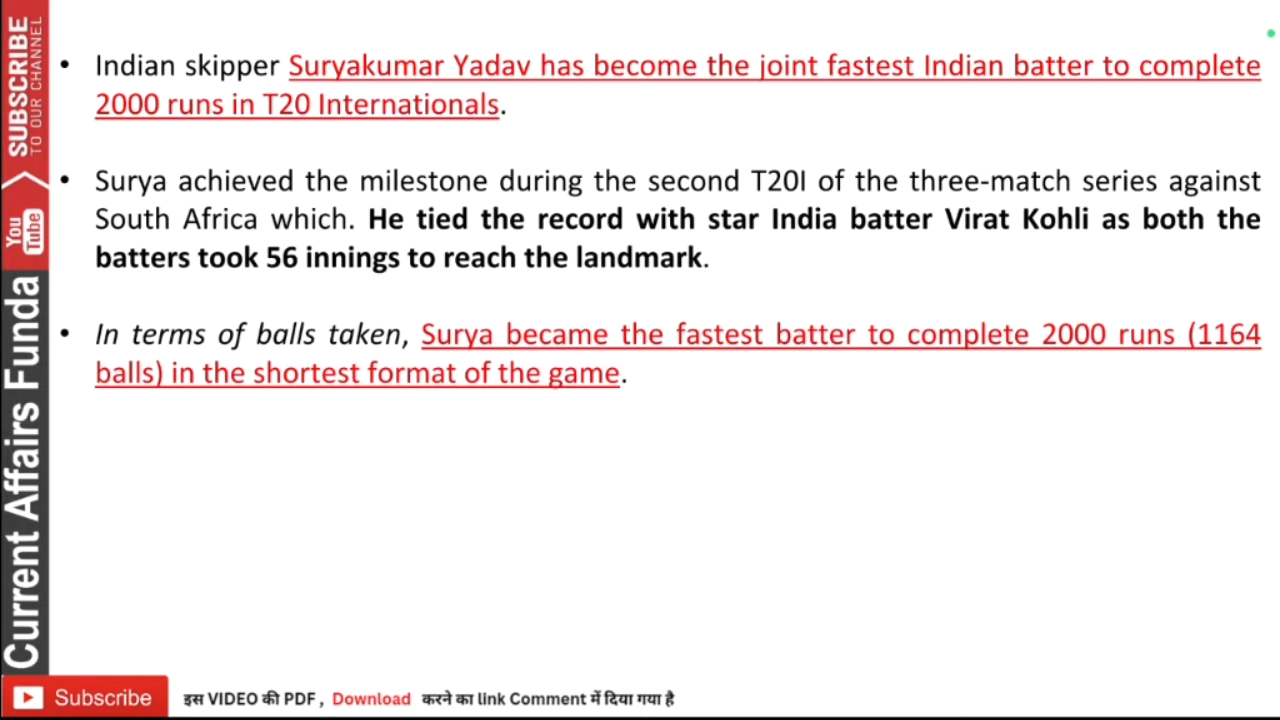 • Indian skipper Suryakumar Yadav has become the joint fastest Indian batter to complete
2000 runs in T20 Internationals.
• Surya achieved the milestone during the second T20I of the three-match series against
South Africa which. He tied the record with star India batter Virat Kohli as both the
batters took 56 innings to reach the landmark.
• In terms of balls taken, Surya became the fastest batter to complete 2000 runs (1164
balls) in the shortest format of the game.
SUBSCRIBE
TO OUR CHANNEL
You Tube
Current Affairs Funda
Subscribe
इस VIDEO की PDF , Download करने का link Comment में दिया गया है